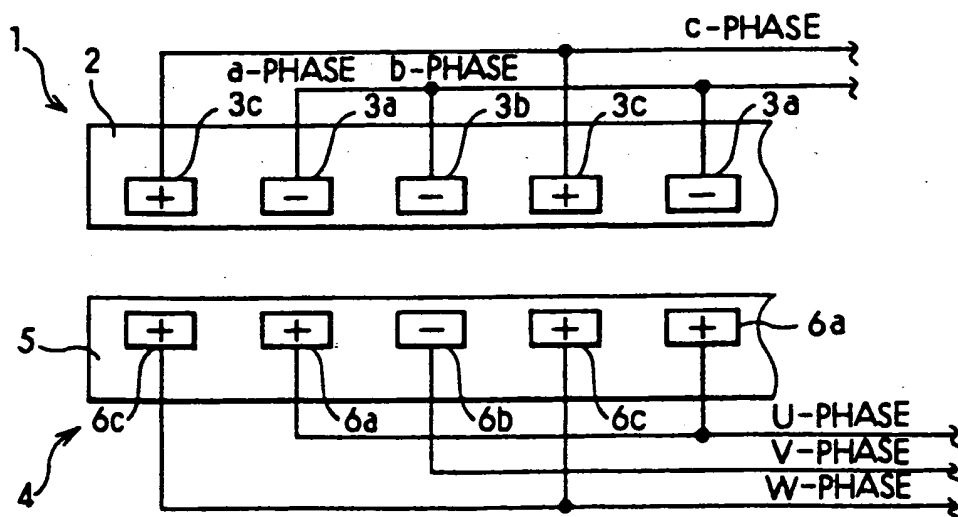 1
c-PHASE
2
a-PHASE b-PHASE
3c 3a 3b 3c 3a
+ - - + -
+ + - + +
5
6a
6c 6a 6b 6c
U-PHASE
V-PHASE
4
W-PHASE